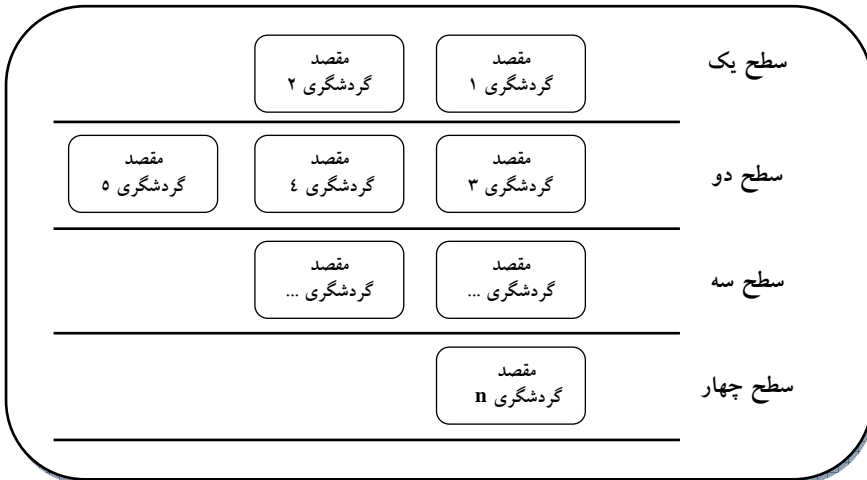 سطح یک
مقصد
گردشگری ۱
مقصد
گردشگری ۲
سطح دو
مقصد
گردشگری ۳
مقصد
گردشگری ٤
مقصد
گردشگری ٥
سطح سه
مقصد
گردشگری ...
مقصد
گردشگری ...
سطح چهار
مقصد
گردشگری n